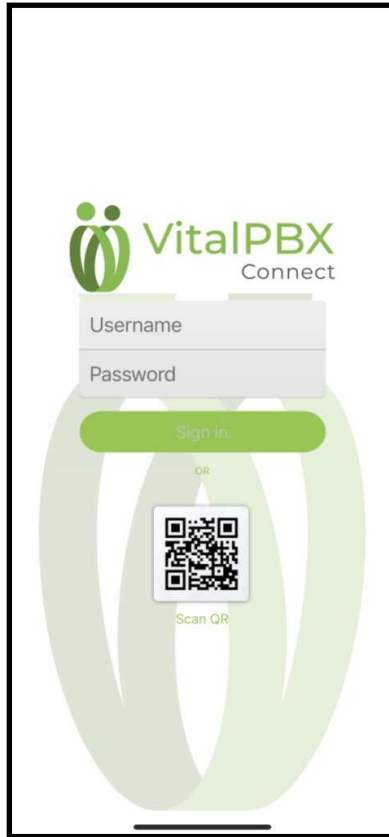 VitalPBX
Connect
Username
Password
Sign in
OR
Scan QR